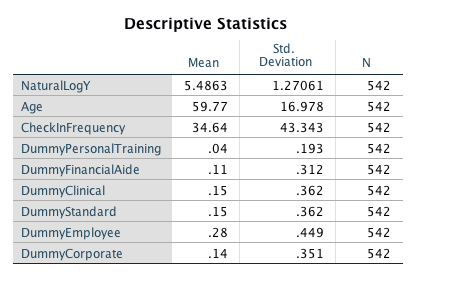 Descriptive Statistics
Mean Std. Deviation N
NaturalLogY 5.4863 1.27061 542
Age 59.77 16.978 542
CheckInFrequency 34.64 43.343 542
DummyPersonalTraining .04 .193 542
DummyFinancialAide .11 .312 542
DummyClinical .15 .362 542
DummyStandard .15 .362 542
DummyEmployee .28 .449 542
DummyCorporate .14 .351 542